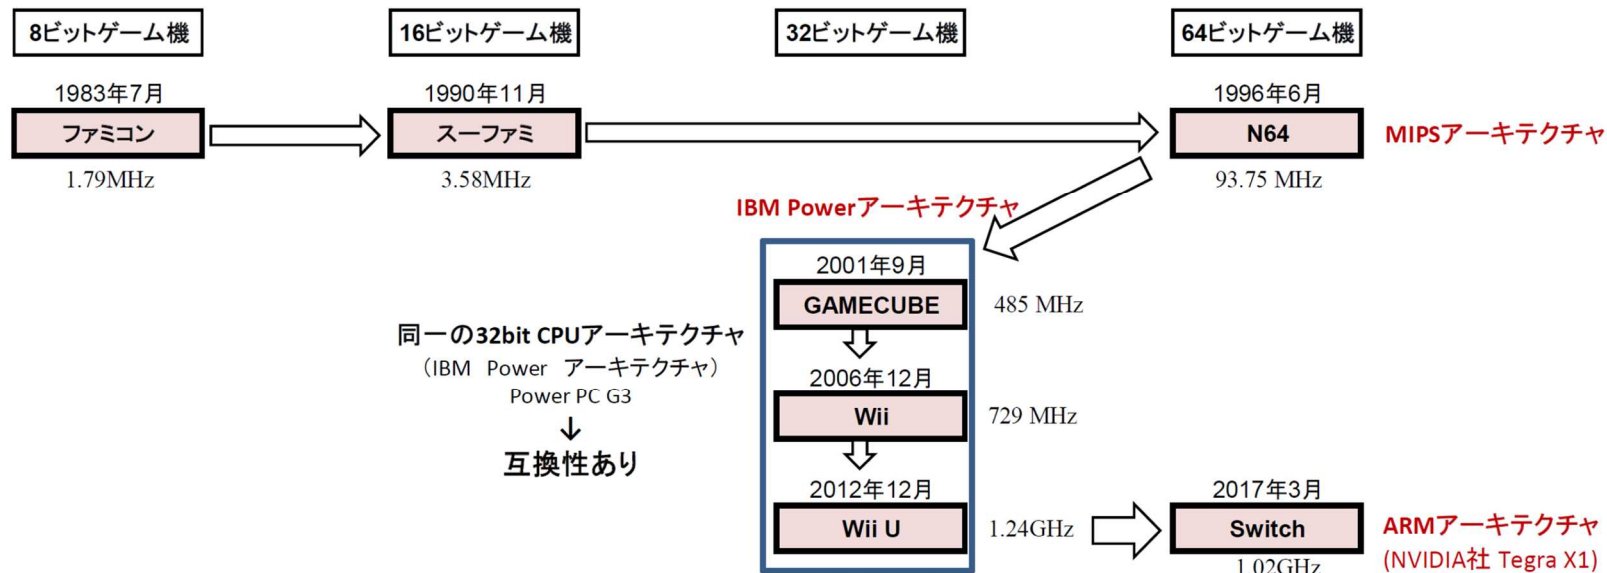 8ビットゲーム機
16ビットゲーム機
32ビットゲーム機
64ビットゲーム機
1983年7月
1990年11月
1996年6月
ファミコン
スーファミ
N64
MIPSアーキテクチャ
1.79MHz
3.58MHz
93.75 MHz
IBM Powerアーキテクチャ
2001年9月
GAMECUBE
485 MHz
同一の32bit CPUアーキテクチャ
（IBM Power アーキテクチャ）
Power PC G3
↓
互換性あり
2006年12月
Wii
729 MHz
2012年12月
Wii U
1.24GHz
2017年3月
Switch
1.02GHz
ARMアーキテクチャ
(NVIDIA社 Tegra X1)